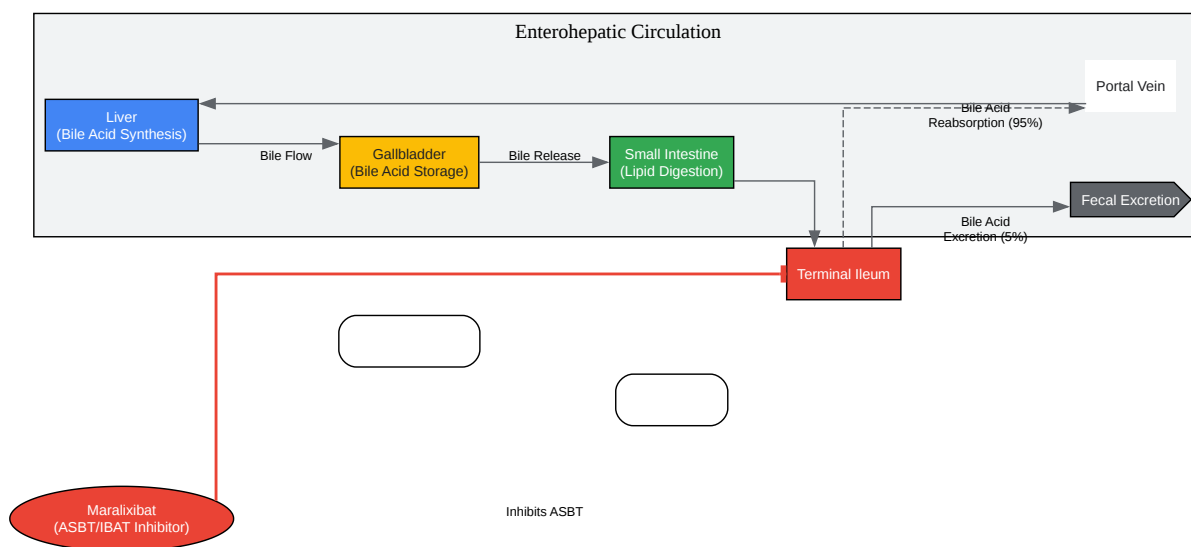 Enterohepatic Circulation
Portal Vein
Liver
(Bile Acid Synthesis)
Bile Acid
Reabsorption (95%)
Bile Flow
Gallbladder
(Bile Acid Storage)
Bile Release
Small Intestine
(Lipid Digestion)
Fecal Excretion
Bile Acid
Excretion (5%)
Terminal Ileum
Maralixibat
(ASBT/IBAT Inhibitor)
Inhibits ASBT